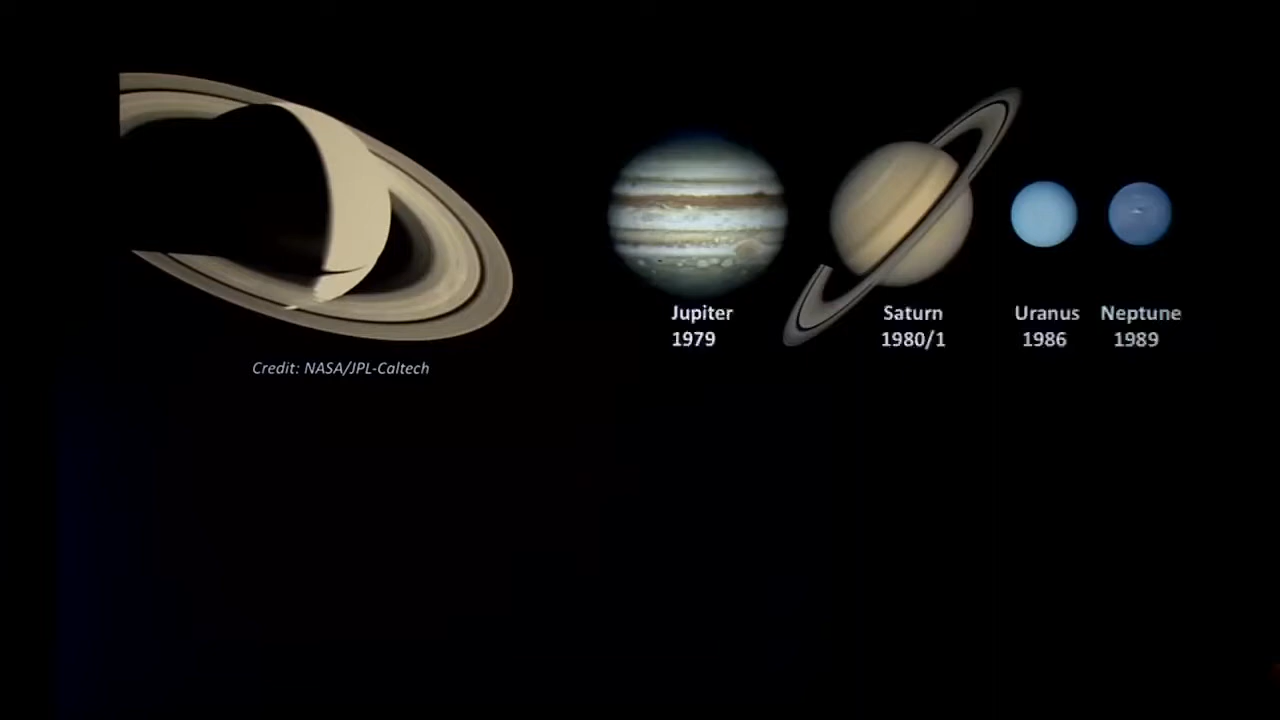 Jupiter
1979
Saturn
1980/1
Uranus
1986
Neptune
1989
Credit: NASA/JPL-Caltech